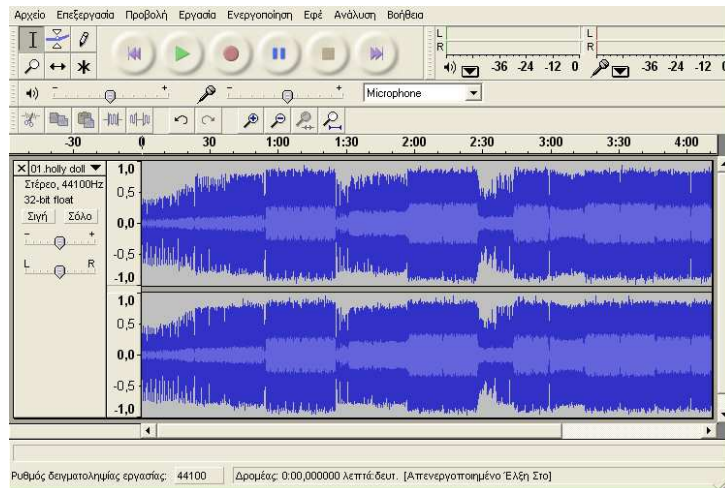 Αρχείο Επεξεργασία Προβολή Εργασία Ενεργοποίηση Εφέ Ανάλυση Βοήθεια
L
R
L
R
-36 -24 -12 0
-36 -24 -12 0
- +
- +
Microphone
-30 0 30 1:00 1:30 2:00 2:30 3:00 3:30 4:00
01.holly doll
Στέρεο, 44100Hz
32-bit float
Σιγή Σόλο
- +
L R
1,0
0,5
0,0
-0,5
-1,0
1,0
0,5
0,0
-0,5
-1,0
Ρυθμός δειγματοληψίας εργασίας: 44100 Δρομέας: 0:00,000000 λεπτά:δευτ. [Απενεργοποιημένο Έλξη Στο]